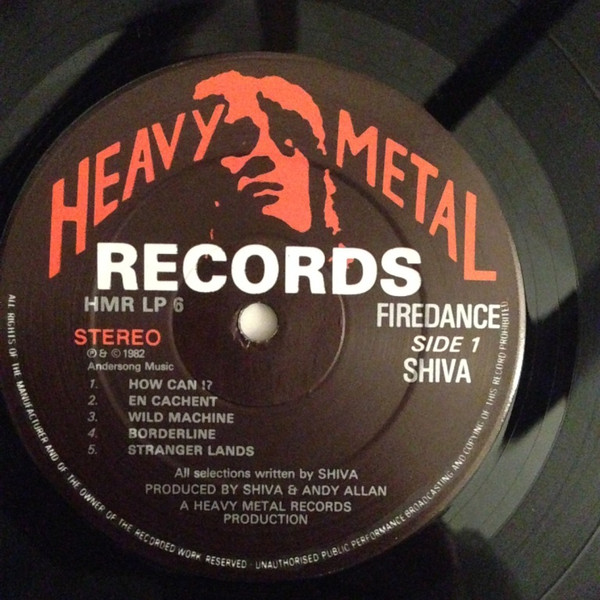 HEAVY METAL
RECORDS
HMR LP 6
FIREDANCE
STEREO
SIDE 1
℗ & © 1982
SHIVA
Andersong Music
1. HOW CAN !?
2. EN CACHENT
3. WILD MACHINE
4. BORDERLINE
5. STRANGER LANDS
All selections written by SHIVA
PRODUCED BY SHIVA & ANDY ALLAN
A HEAVY METAL RECORDS
PRODUCTION
ALL RIGHTS OF THE MANUFACTURER AND OF THE OWNER OF THE RECORDED WORK RESERVED · UNAUTHORISED PUBLIC PERFORMANCE BROADCASTING AND COPYING OF THIS RECORD PROHIBITED